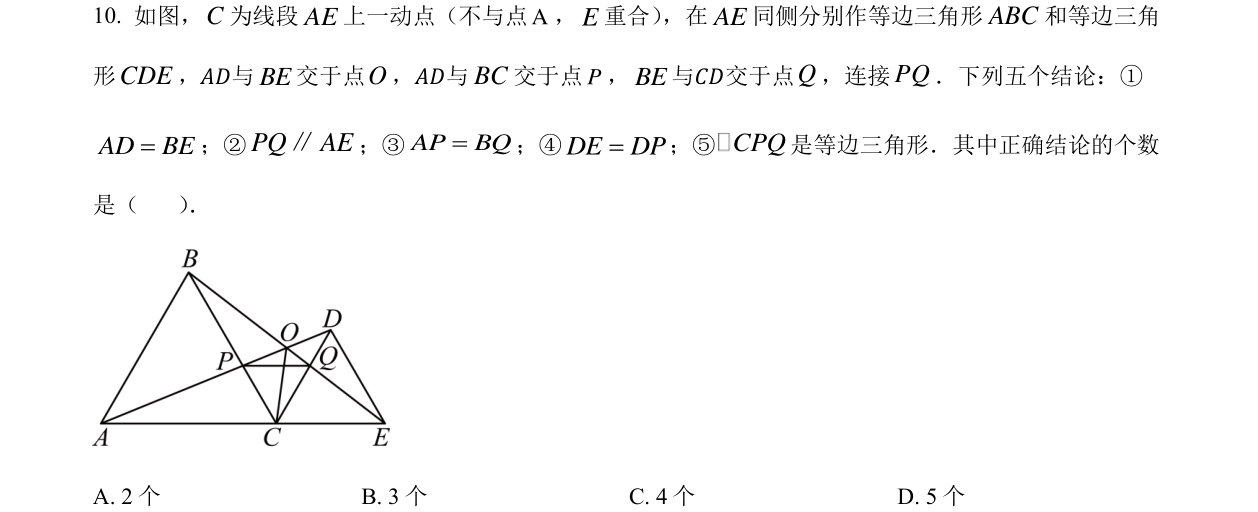 10. 如图，C 为线段 AE 上一动点（不与点 A，E 重合），在 AE 同侧分别作等边三角形 ABC 和等边三角
形 CDE，AD与 BE 交于点 O，AD与 BC 交于点 P， BE 与CD交于点 Q，连接 PQ．下列五个结论：①
AD = BE；② PQ∥AE；③ AP = BQ；④ DE = DP；⑤□CPQ 是等边三角形．其中正确结论的个数
是（　　）．
B
O
D
P
Q
A
C
E
A. 2 个 B. 3 个 C. 4 个 D. 5 个